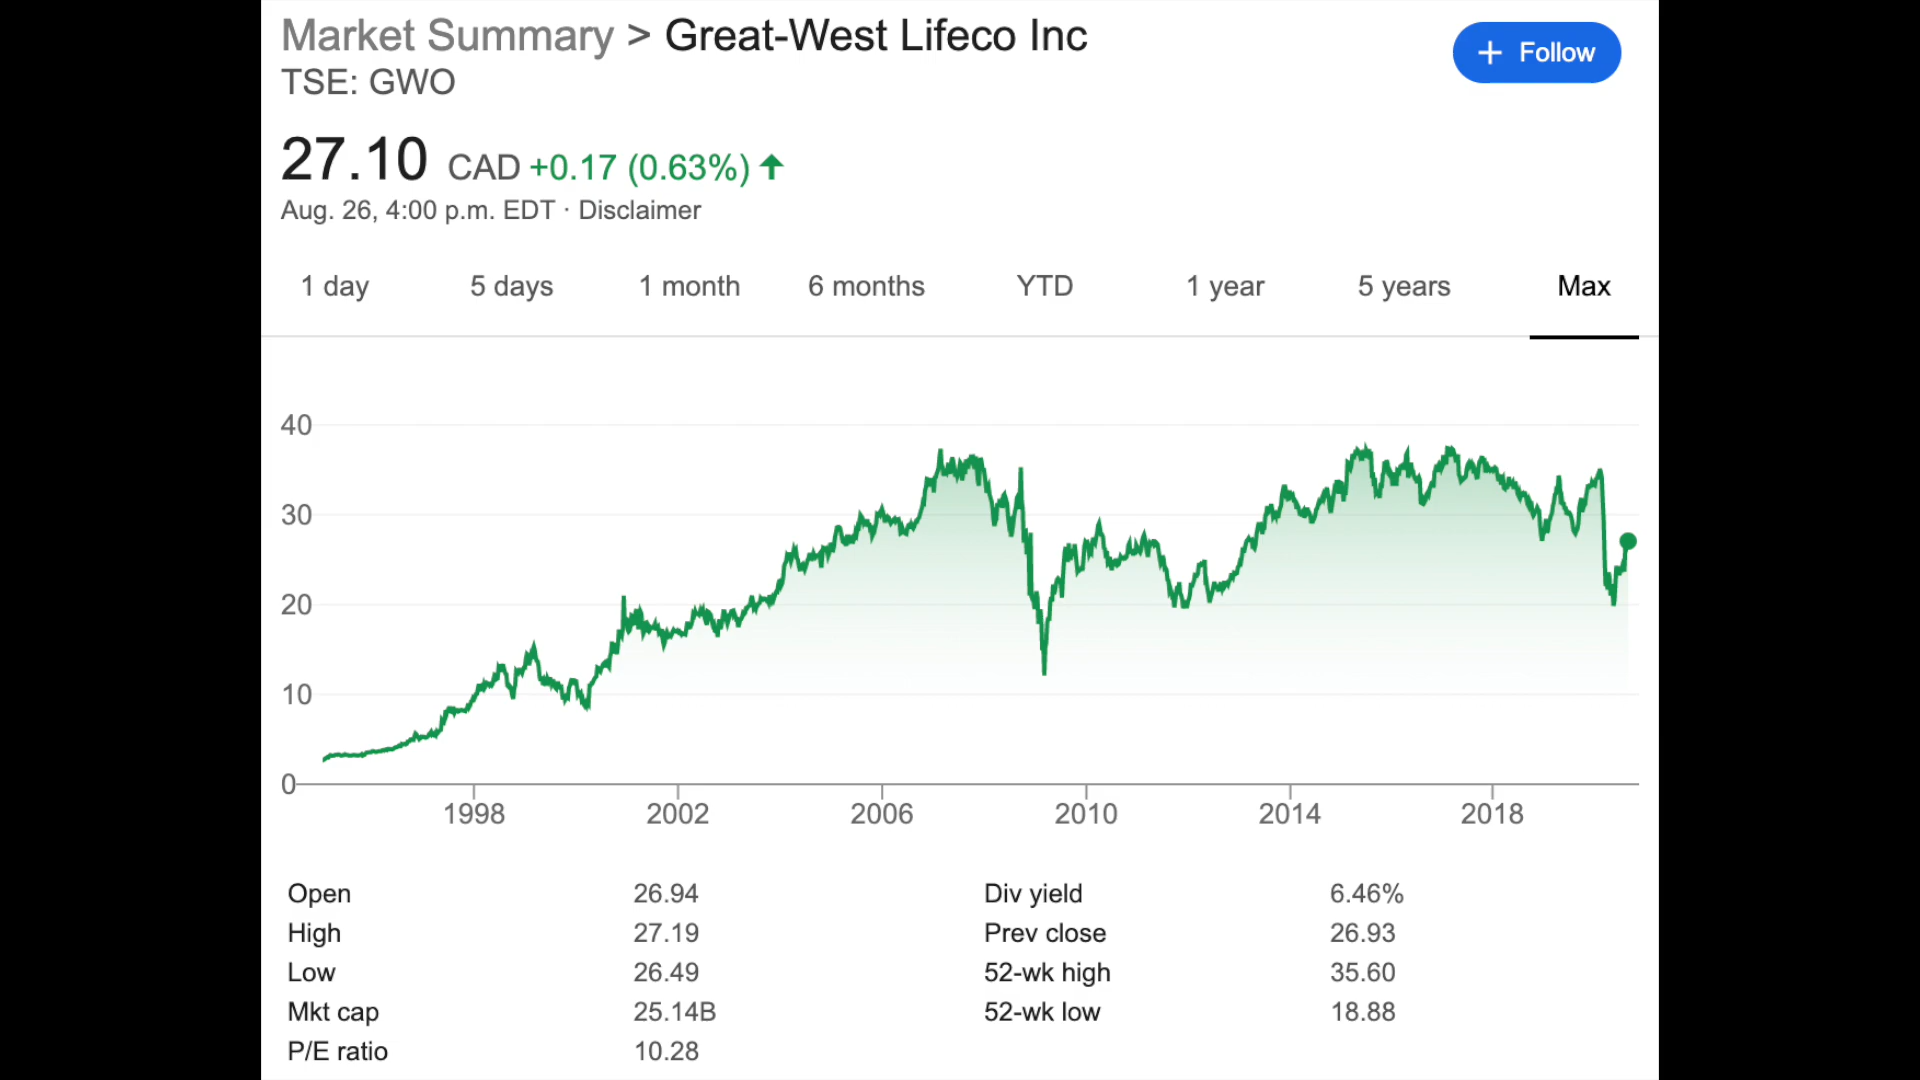 Market Summary > Great-West Lifeco Inc
+ Follow
TSE: GWO
27.10 CAD +0.17 (0.63%) ↑
Aug. 26, 4:00 p.m. EDT · Disclaimer
1 day 5 days 1 month 6 months YTD 1 year 5 years Max
40
30
20
10
0
1998 2002 2006 2010 2014 2018
Open 26.94 Div yield 6.46%
High 27.19 Prev close 26.93
Low 26.49 52-wk high 35.60
Mkt cap 25.14B 52-wk low 18.88
P/E ratio 10.28